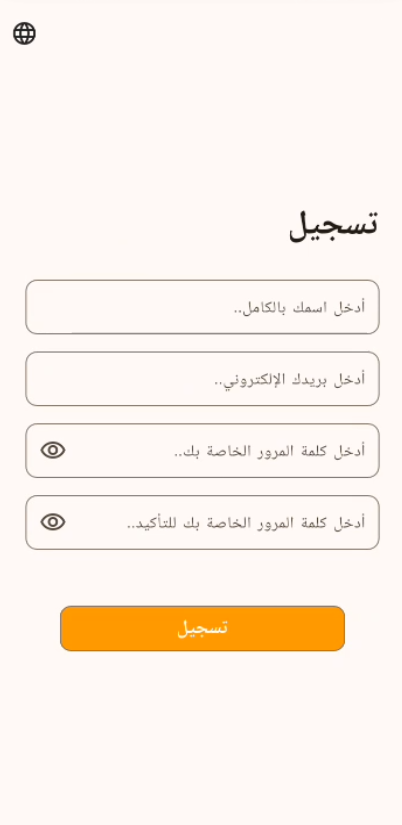 تسجيل
أدخل اسمك بالكامل..
أدخل بريدك الإلكتروني..
أدخل كلمة المرور الخاصة بك..
أدخل كلمة المرور الخاصة بك للتأكيد..
تسجيل